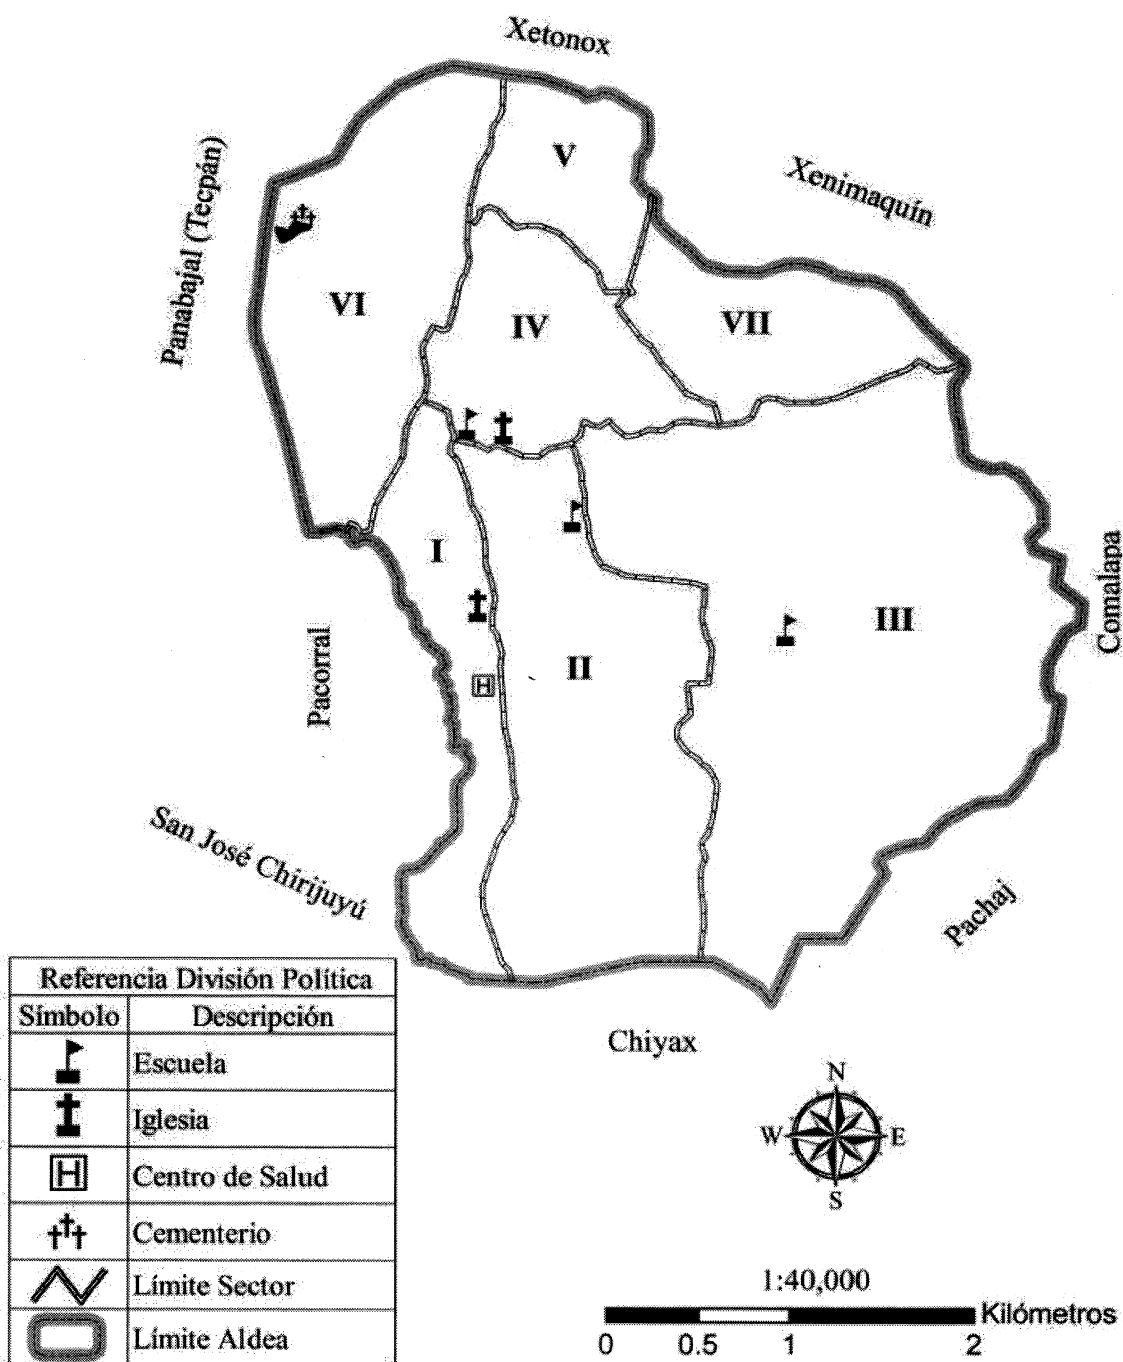 Xetonox
Panabajal (Tecpán)
Xenimaquín
V
VI
IV
VII
I
II
III
Pacorral
Comalapa
San José Chirijuyú
Pachaj
Chiyax
Referencia División Política
Símbolo Descripción
Escuela
Iglesia
H Centro de Salud
Cementerio
Límite Sector
Límite Aldea
H
N
W E
S
1:40,000
Kilómetros
0 0.5 1 2